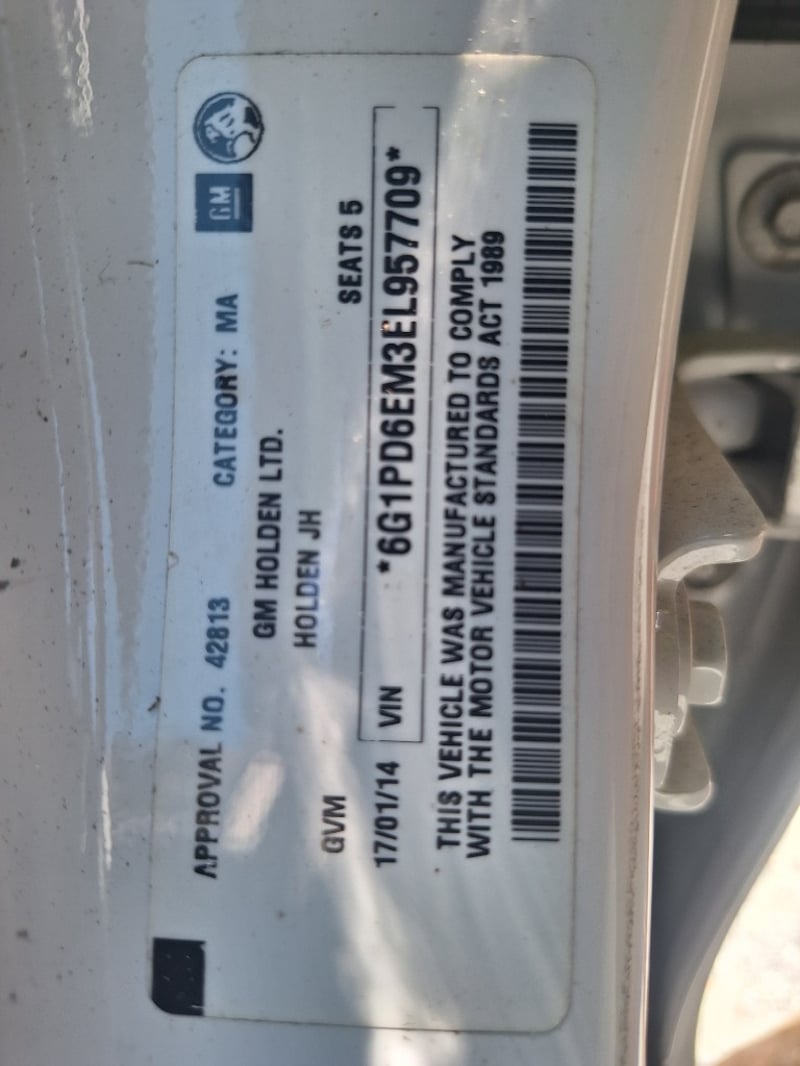 APPROVAL NO. 42813 CATEGORY: MA GM
GM HOLDEN LTD.
HOLDEN JH
GVM SEATS 5
17/01/14 VIN *6G1PD6EM3EL957709*
THIS VEHICLE WAS MANUFACTURED TO COMPLY
WITH THE MOTOR VEHICLE STANDARDS ACT 1989